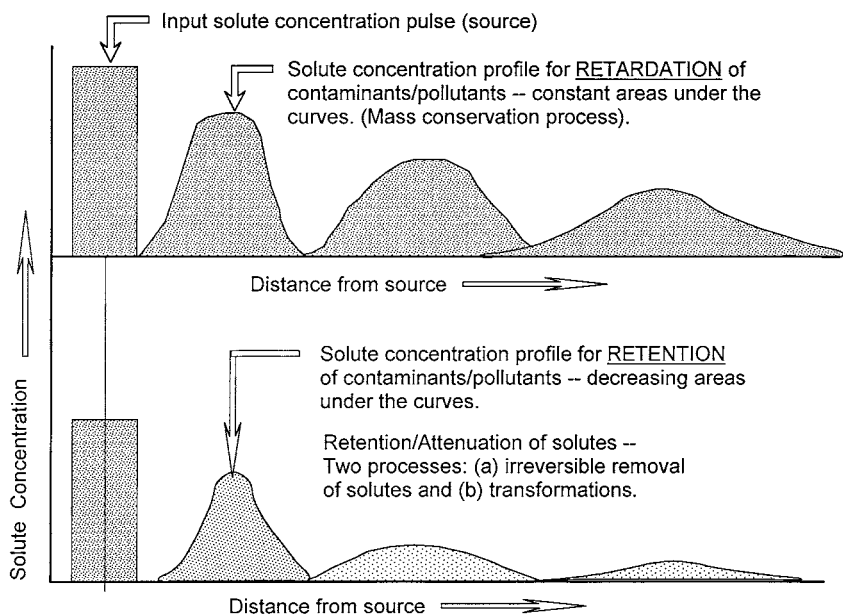 Input solute concentration pulse (source)
Solute concentration profile for RETARDATION of
contaminants/pollutants -- constant areas under the
curves. (Mass conservation process).
Distance from source
Solute concentration profile for RETENTION
of contaminants/pollutants -- decreasing areas
under the curves.
Retention/Attenuation of solutes --
Two processes: (a) irreversible removal
of solutes and (b) transformations.
Solute Concentration
Distance from source